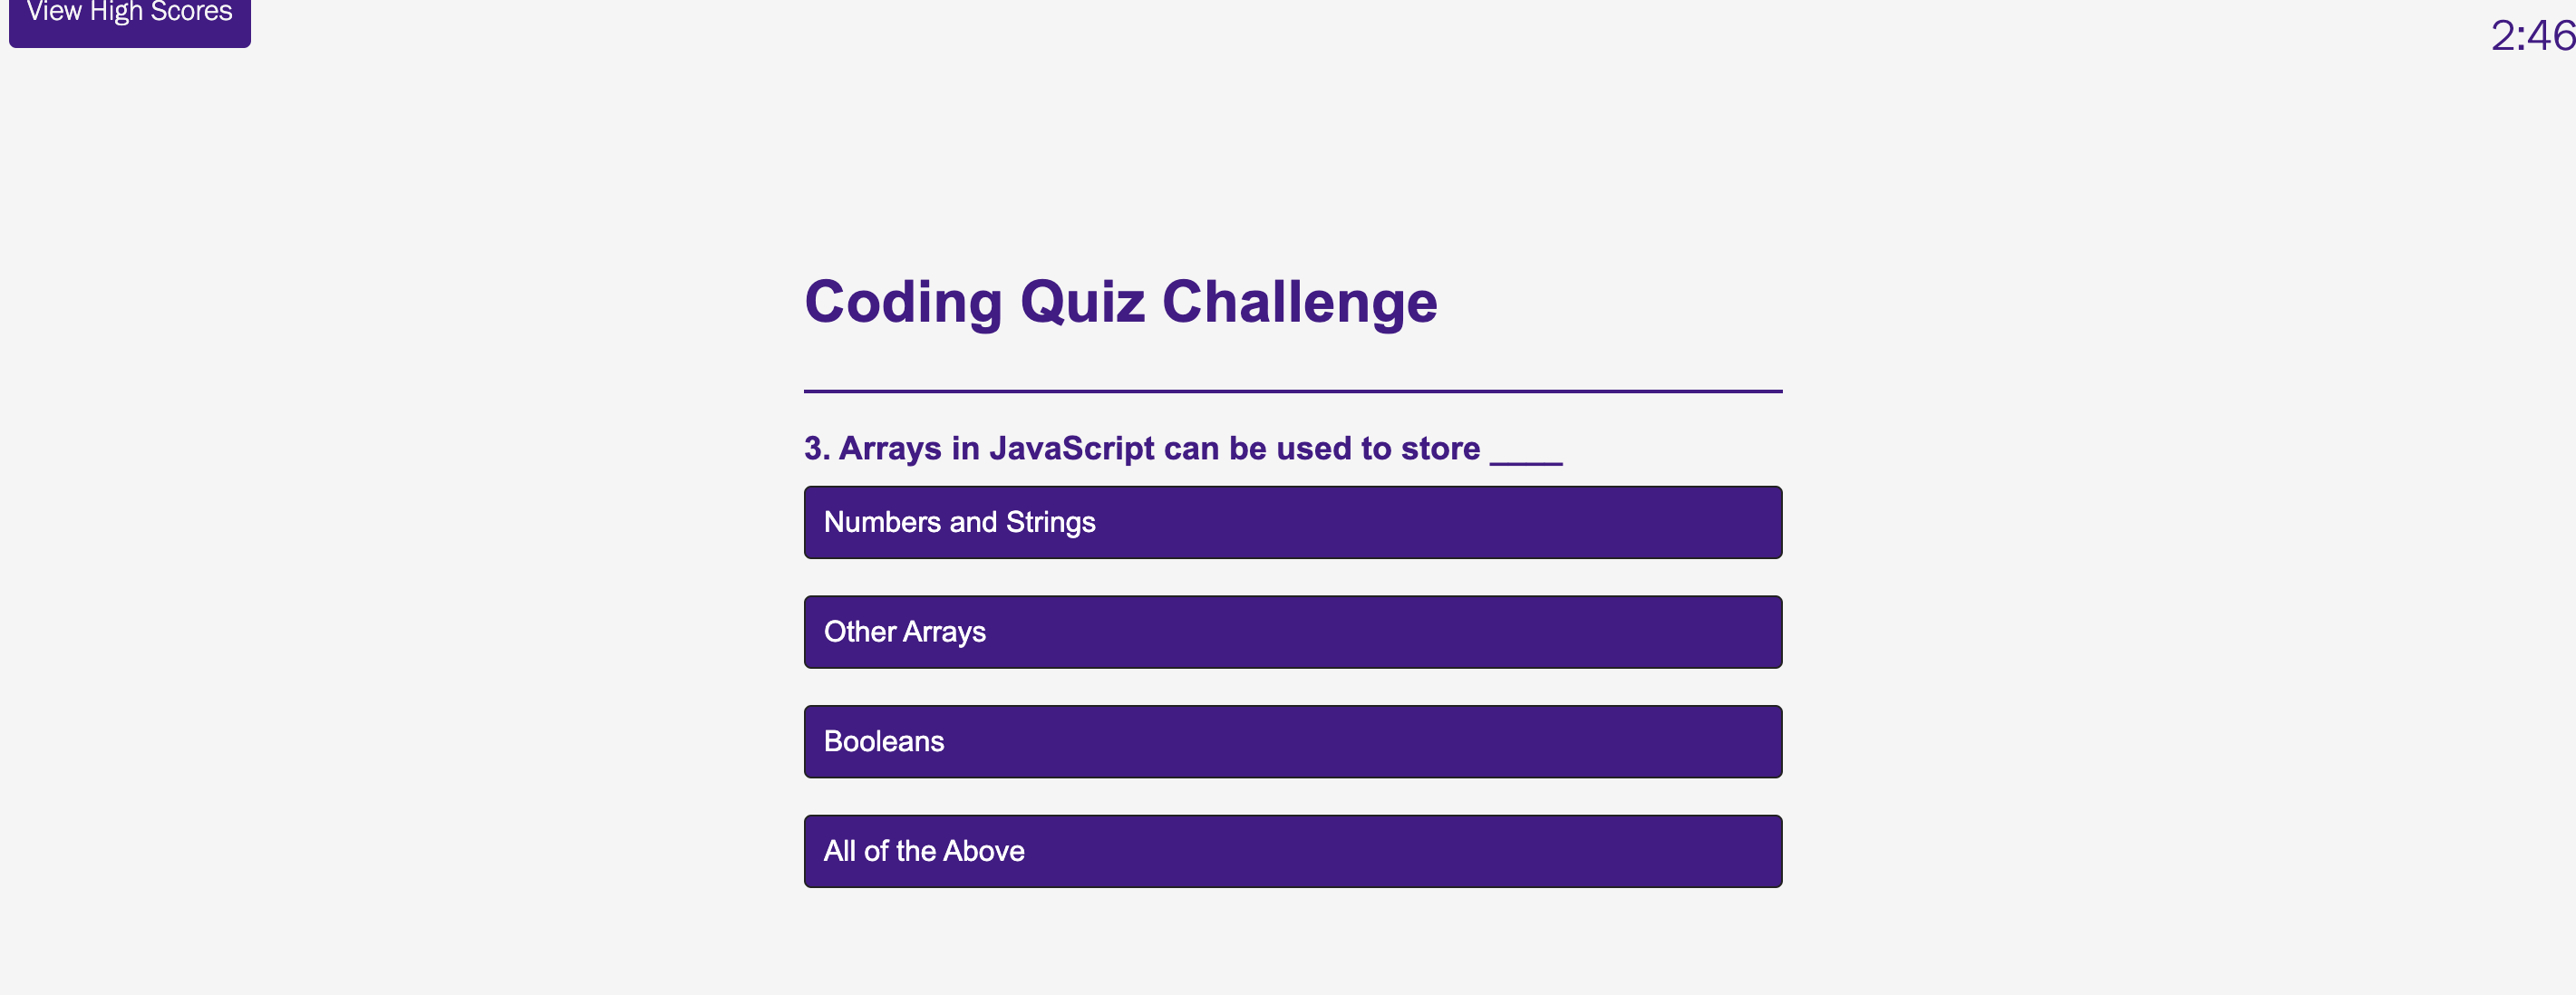 View High Scores
2:46
Coding Quiz Challenge
3. Arrays in JavaScript can be used to store ____
Numbers and Strings
Other Arrays
Booleans
All of the Above